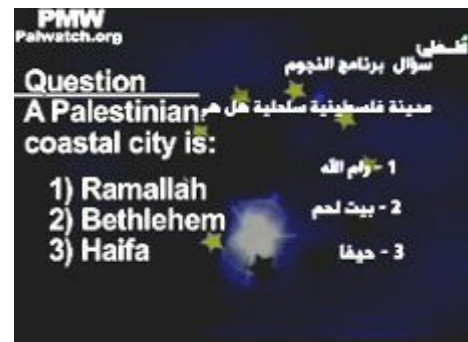 PMW
Palwatch.org
Question
A Palestinian
coastal city is:
1) Ramallah
2) Bethlehem
3) Haifa
سؤال برنامج النجوم
مدينة فلسطينية ساحلية هل هي
1 - رام الله
2 - بيت لحم
3 - حيفا